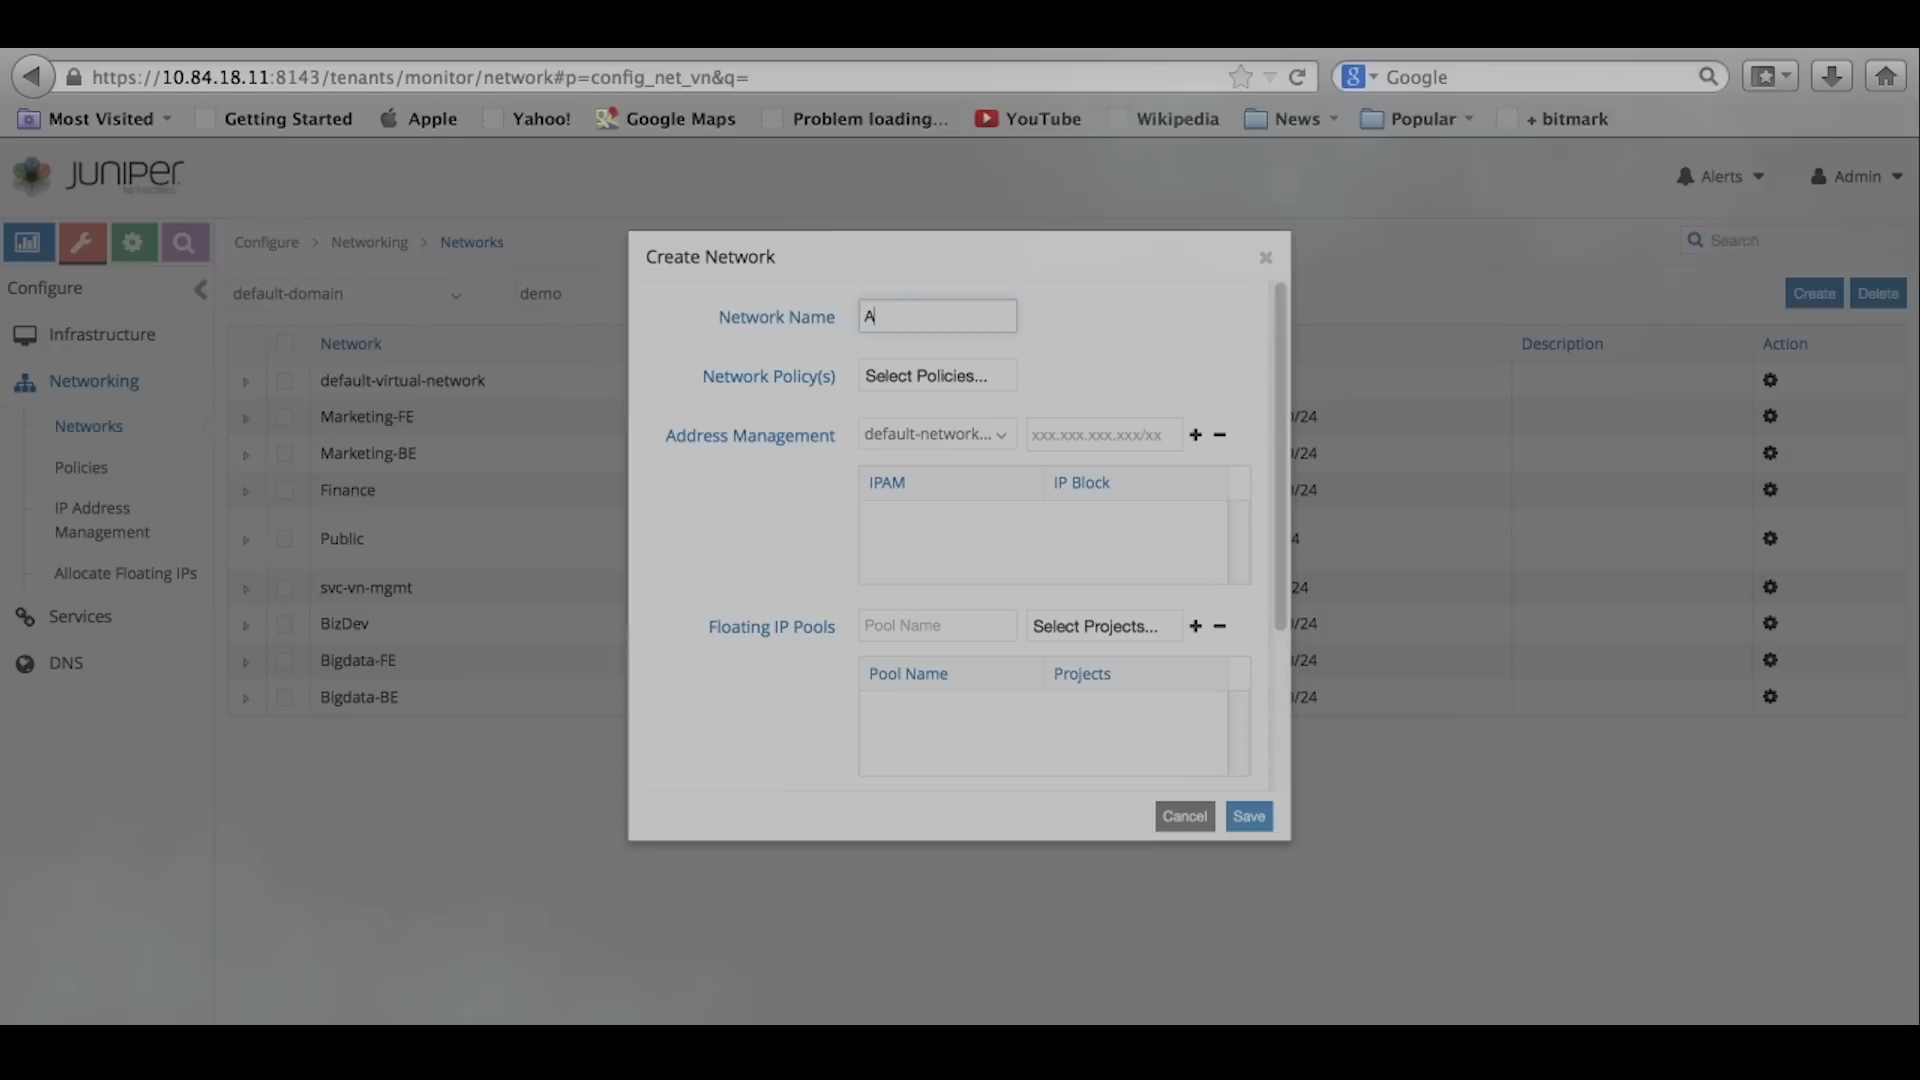 https://10.84.18.11:8143/tenants/monitor/network#p=config_net_vn&q=
Google
Most Visited
Getting Started
Apple
Yahoo!
Google Maps
Problem loading...
YouTube
Wikipedia
News
Popular
+ bitmark
JUNIPER
NETWORKS
Alerts
Admin
Configure > Networking > Networks
Search
Configure
default-domain
demo
Create
Delete
Infrastructure
Networking
Networks
Policies
IP Address
Management
Allocate Floating IPs
Services
DNS
Network
Description
Action
default-virtual-network
Marketing-FE
/24
Marketing-BE
/24
Finance
/24
Public
4
svc-vn-mgmt
24
BizDev
/24
Bigdata-FE
/24
Bigdata-BE
/24
Create Network
Network Name
A
Network Policy(s)
Select Policies...
Address Management
default-network...
xxx.xxx.xxx.xxx/xx
IPAM
IP Block
Floating IP Pools
Pool Name
Select Projects...
Pool Name
Projects
Cancel
Save